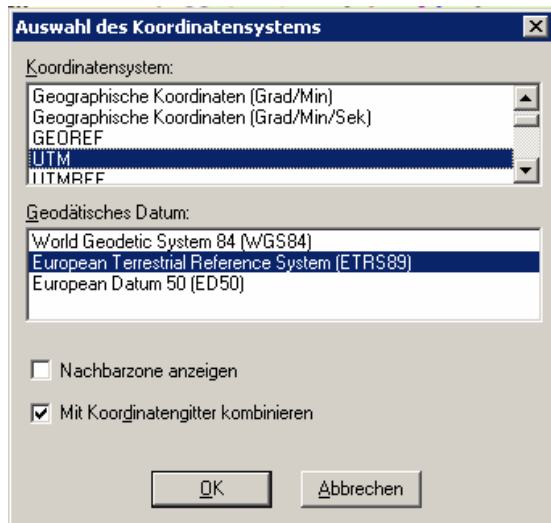 Auswahl des Koordinatensystems
Koordinatensystem:
Geographische Koordinaten (Grad/Min)
Geographische Koordinaten (Grad/Min/Sek)
GEOREF
UTM
UTMREF
Geodätisches Datum:
World Geodetic System 84 (WGS84)
European Terrestrial Reference System (ETRS89)
European Datum 50 (ED50)
Nachbarzone anzeigen
Mit Koordinatengitter kombinieren
OK
Abbrechen